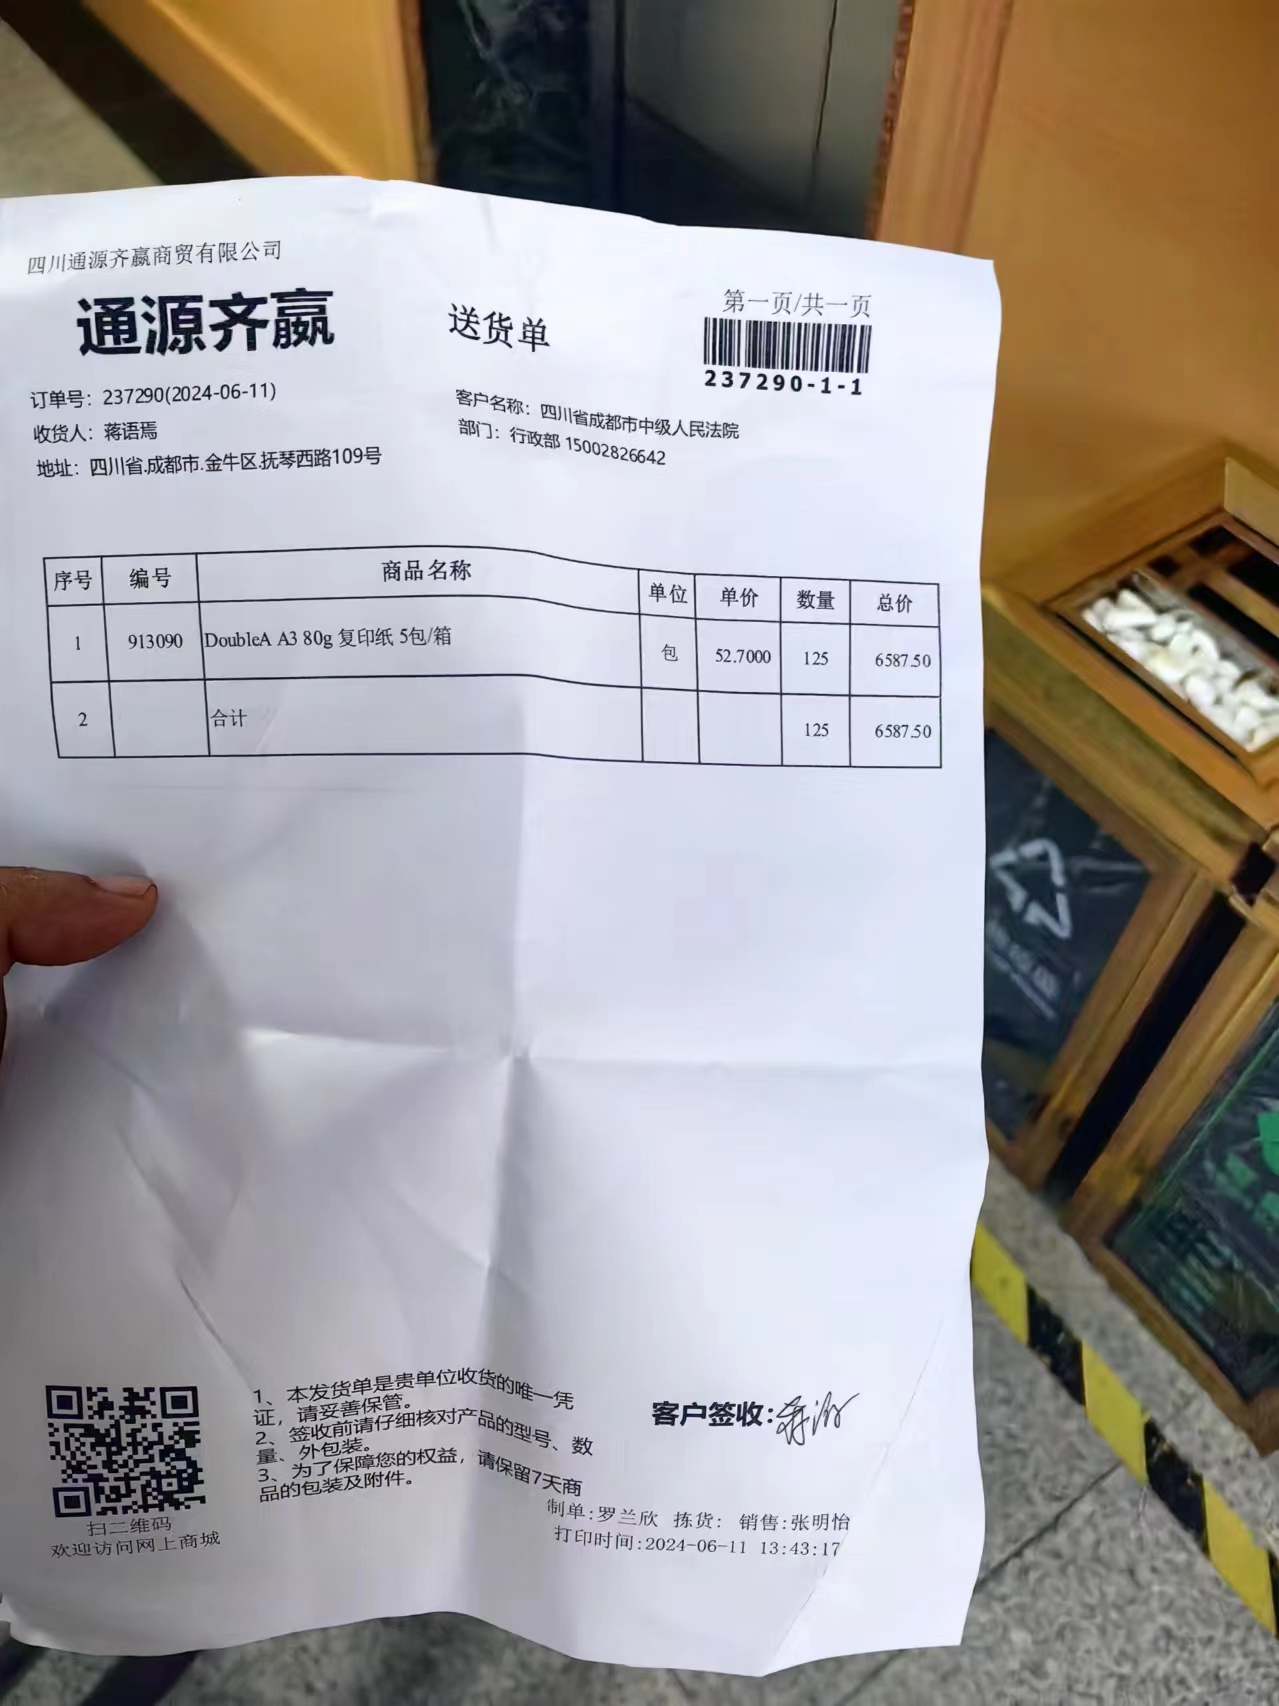 四川通源齐赢商贸有限公司
通源齐赢
送货单
第一页/共一页
237290-1-1
订单号：237290(2024-06-11)
客户名称：四川省成都市中级人民法院
收货人：蒋语焉
部门：行政部 15002826642
地址：四川省.成都市.金牛区.抚琴西路109号
序号 编号 商品名称 单位 单价 数量 总价
1 913090 DoubleA A3 80g 复印纸 5包/箱 包 52.7000 125 6587.50
2 合计 125 6587.50
1、本发货单是贵单位收货的唯一凭
证，请妥善保管。
2、签收前请仔细核对产品的型号、数
量、外包装。
3、为了保障您的权益，请保留7天商
品的包装及附件。
客户签收:
扫二维码
欢迎访问网上商城
制单:罗兰欣 拣货: 销售:张明怡
打印时间:2024-06-11 13:43:17